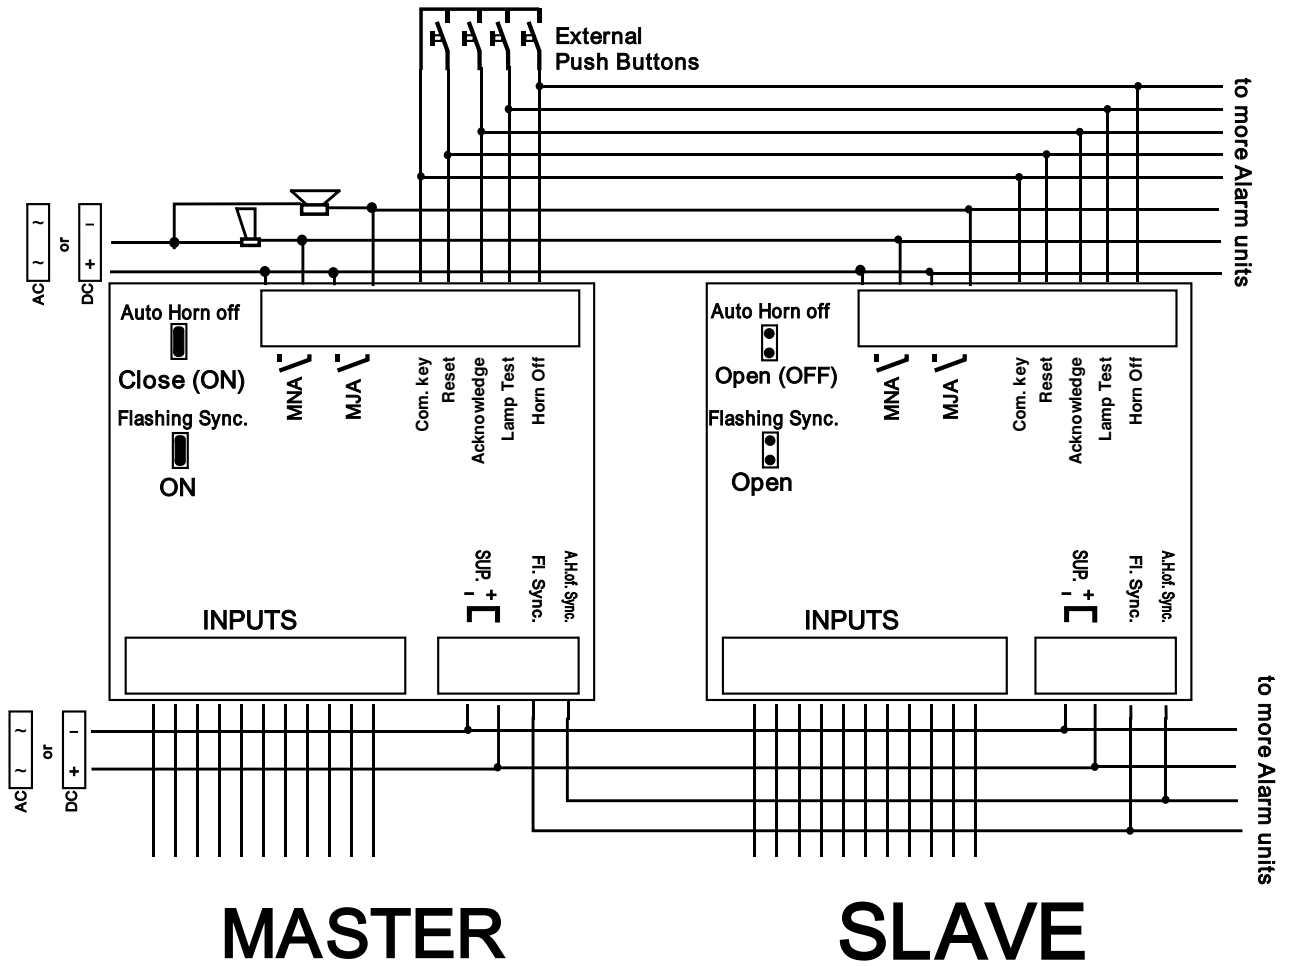 External
Push Buttons
to more Alarm units
~
~
AC
or
–
+
DC
Auto Horn off
Close (ON)
Flashing Sync.
ON
MNA
MJA
Com. key
Reset
Acknowledge
Lamp Test
Horn Off
SUP.
– +
Fl. Sync.
A.H.of. Sync.
INPUTS
Auto Horn off
Open (OFF)
Flashing Sync.
Open
MNA
MJA
Com. key
Reset
Acknowledge
Lamp Test
Horn Off
SUP.
– +
Fl. Sync.
A.H.of. Sync.
INPUTS
~
~
AC
or
–
+
DC
to more Alarm units
MASTER
SLAVE